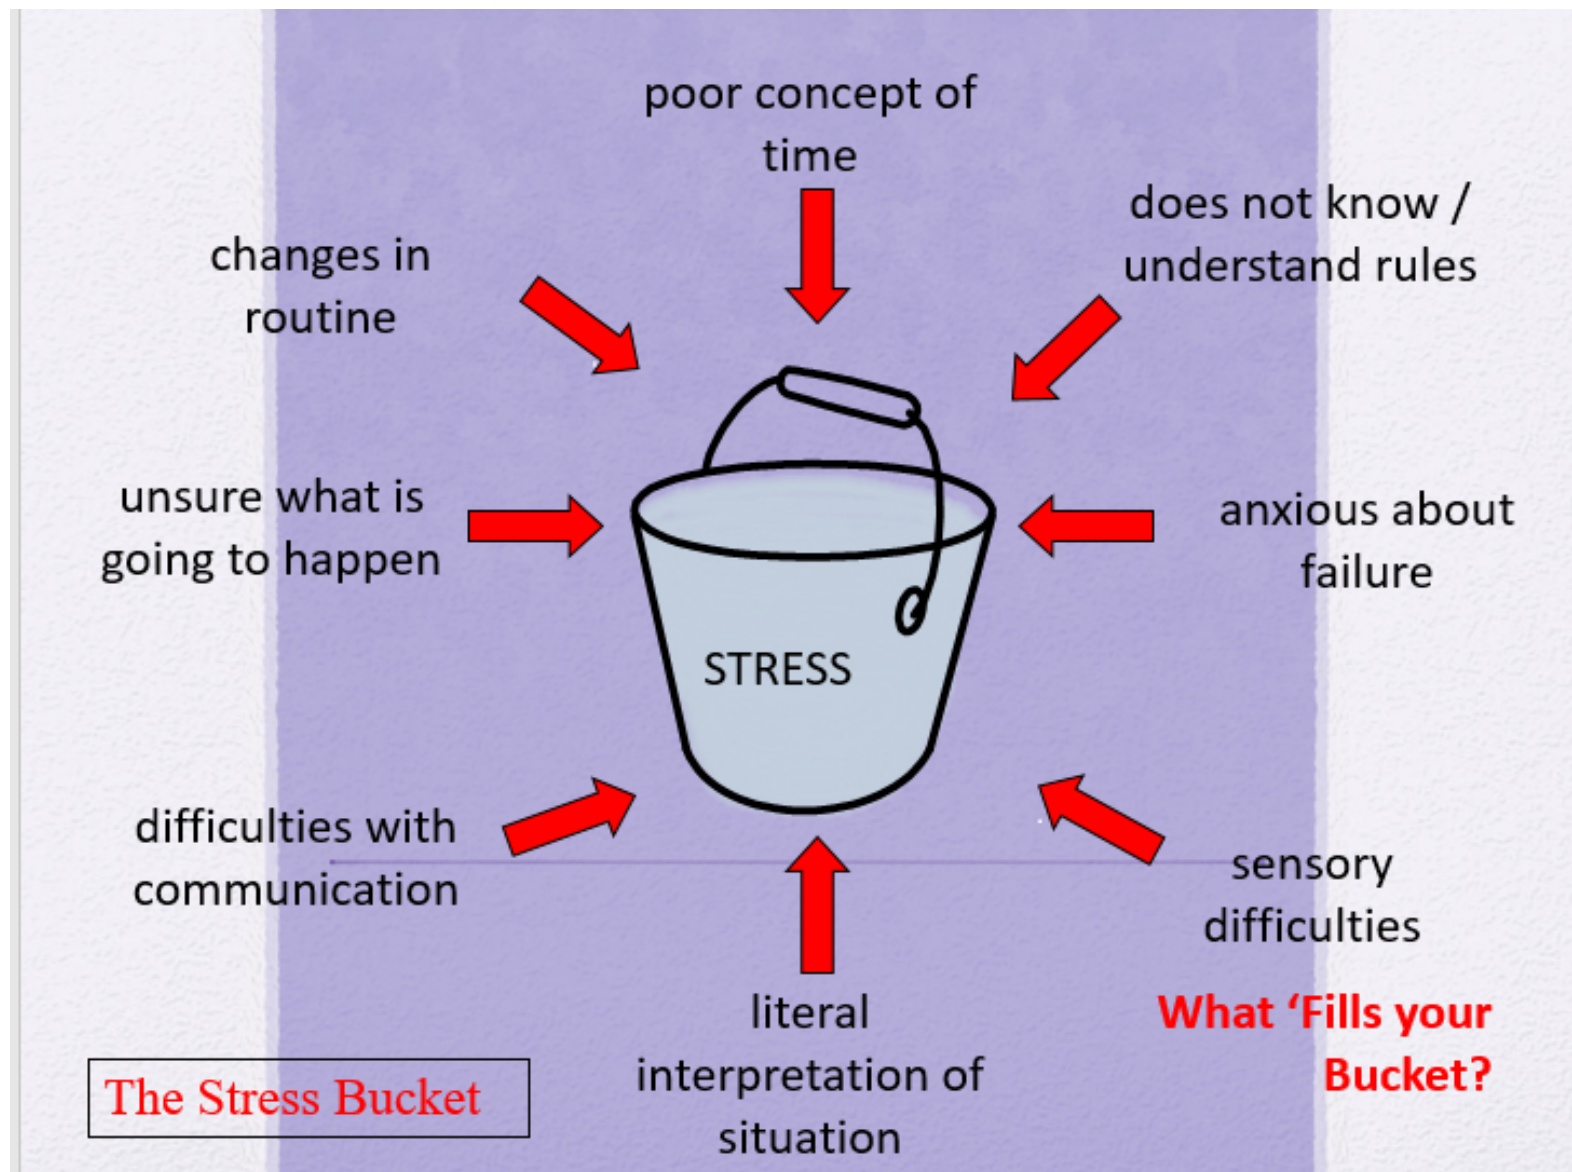 poor concept of
time
does not know /
understand rules
changes in
routine
unsure what is
going to happen
anxious about
failure
STRESS
difficulties with
communication
sensory
difficulties
literal
interpretation of
situation
What ‘Fills your
Bucket?
The Stress Bucket